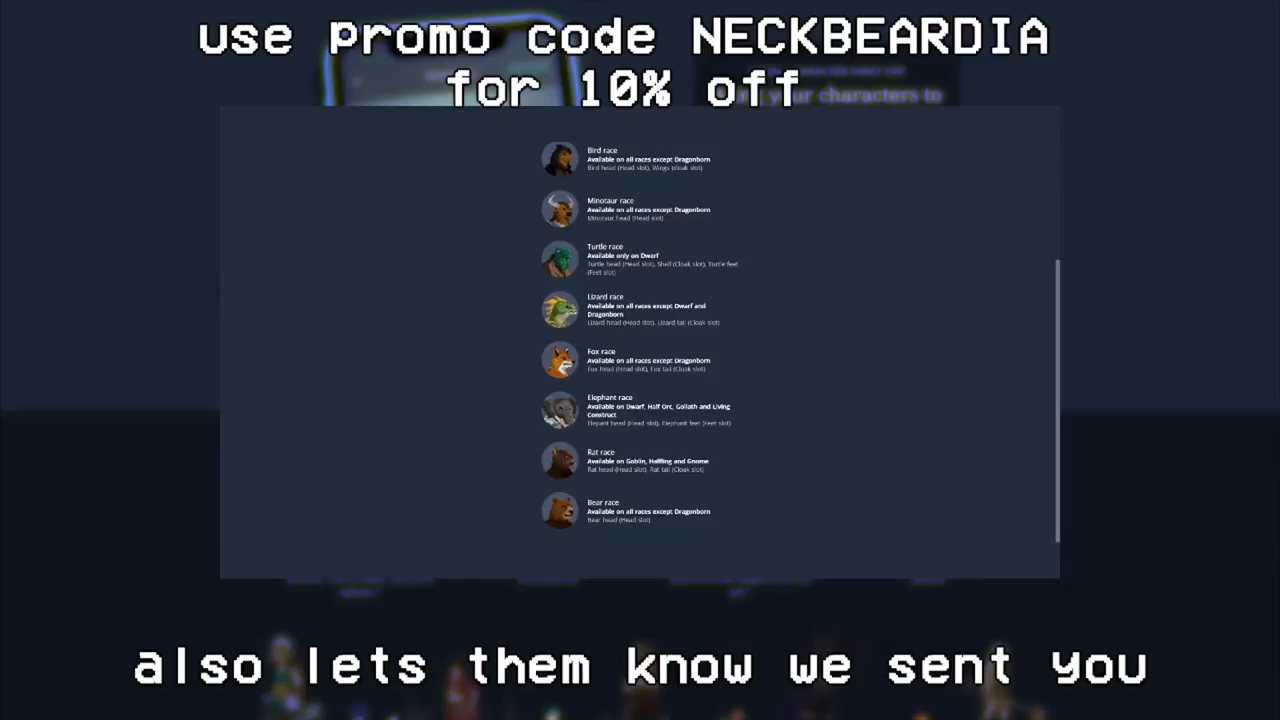 use promo code NECKBEARDIA
for 10% off
your characters to
Bird race
Available on all races except Dragonborn
Bird head (Head slot), Wings (cloak slot)
Minotaur race
Available on all races except Dragonborn
Minotaur head (Head slot)
Turtle race
Available only on Dwarf
Turtle head (Head slot), Shell (Cloak slot), Turtle feet
(Feet slot)
Lizard race
Available on all races except Dwarf and
Dragonborn
Lizard head (Head slot), Lizard tail (Cloak slot)
Fox race
Available on all races except Dragonborn
Fox head (Head slot), Fox tail (Cloak slot)
Elephant race
Available on Dwarf, Half Orc, Goliath and Living
Construct
Elepant head (Head slot), Elephant feet (Feet slot)
Rat race
Available on Goblin, Halfling and Gnome
Rat head (Head slot), Rat tail (Cloak slot)
Bear race
Available on all races except Dragonborn
Bear head (Head slot)
also lets them know we sent you